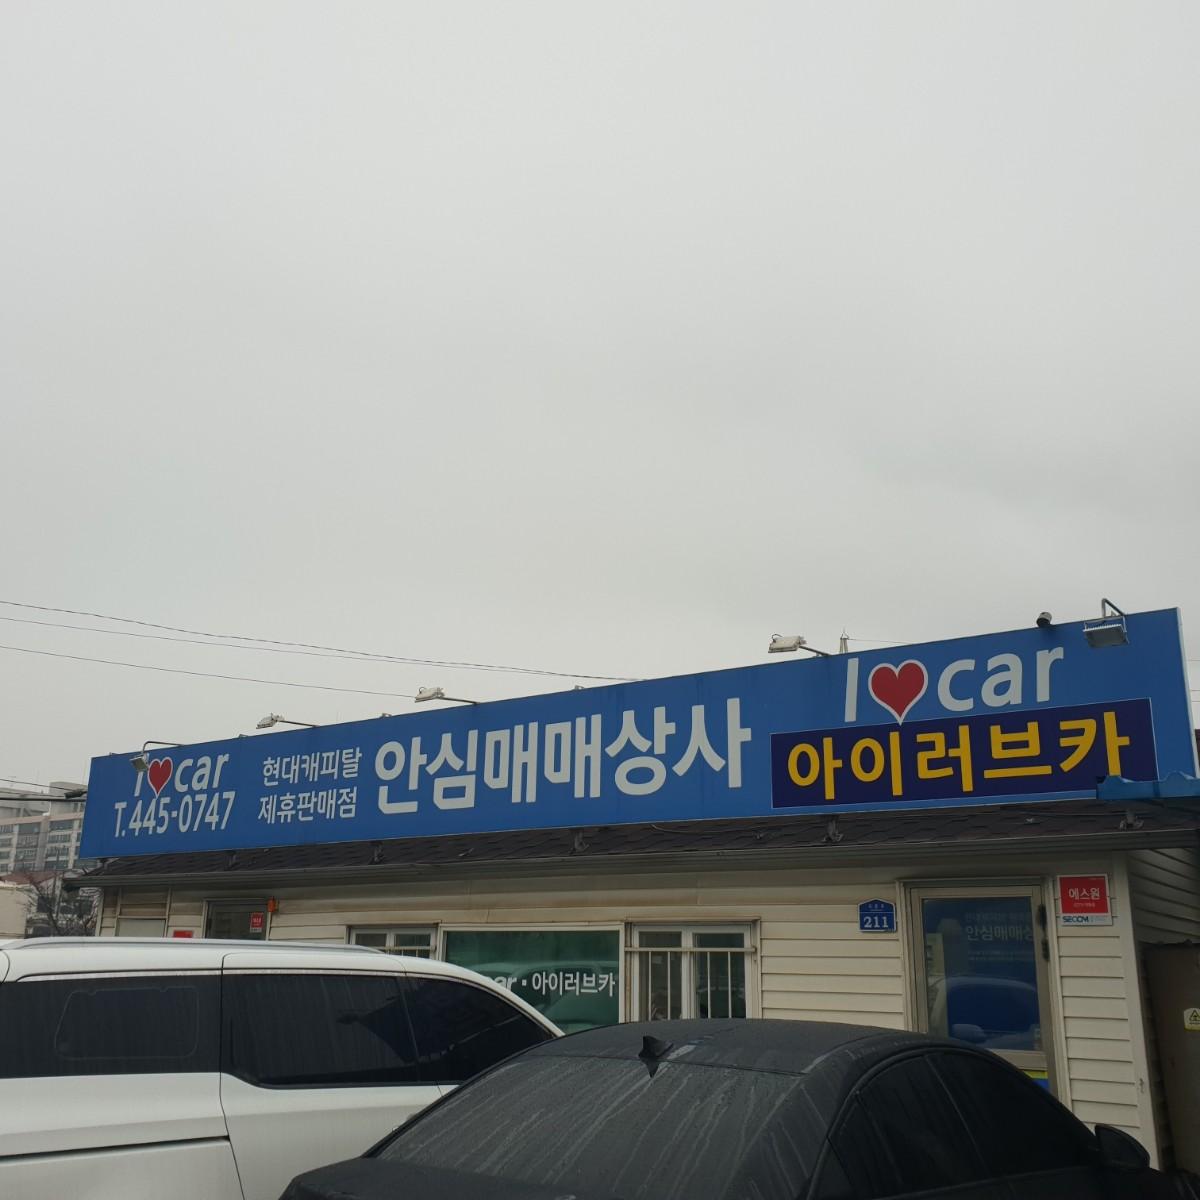 I♥car
T.445-0747
현대캐피탈
제휴판매점
안심매매상사
I♥car
아이러브카
car · 아이러브카
211
안심매매상
에스원
SECOM